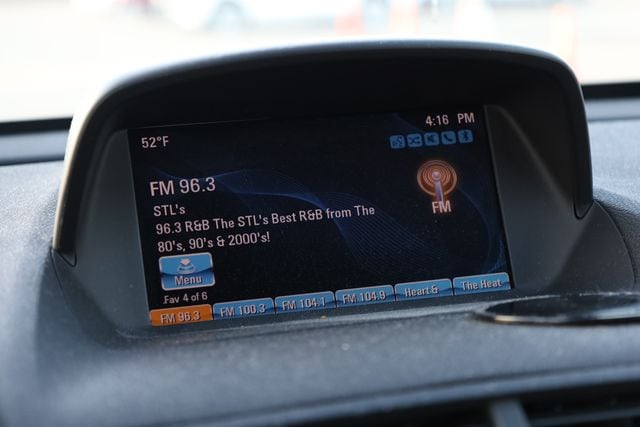 52°F
4:16 PM
FM 96.3
FM
STL's
96.3 R&B The STL's Best R&B from The
80's, 90's & 2000's!
Menu
Fav 4 of 6
FM 96.3 FM 100.3 FM 104.1 FM 104.9 Heart & The Heat